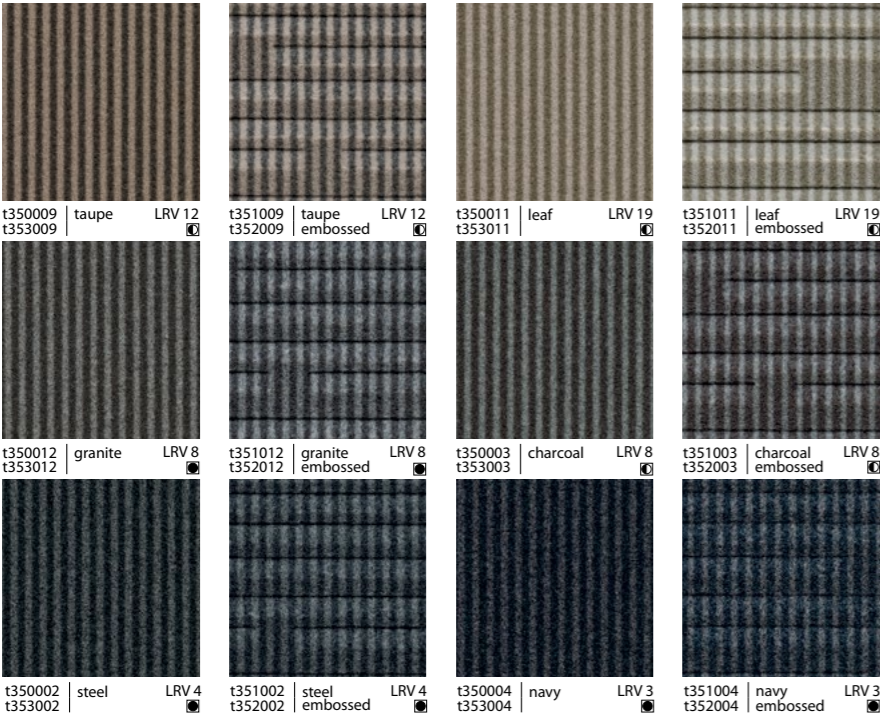 t350009 taupe LRV 12
t353009
t351009 taupe LRV 12
t352009 embossed
t350011 leaf LRV 19
t353011
t351011 leaf LRV 19
t352011 embossed
t350012 granite LRV 8
t353012
t351012 granite LRV 8
t352012 embossed
t350003 charcoal LRV 8
t353003
t351003 charcoal LRV 8
t352003 embossed
t350002 steel LRV 4
t353002
t351002 steel LRV 4
t352002 embossed
t350004 navy LRV 3
t353004
t351004 navy LRV 3
t352004 embossed